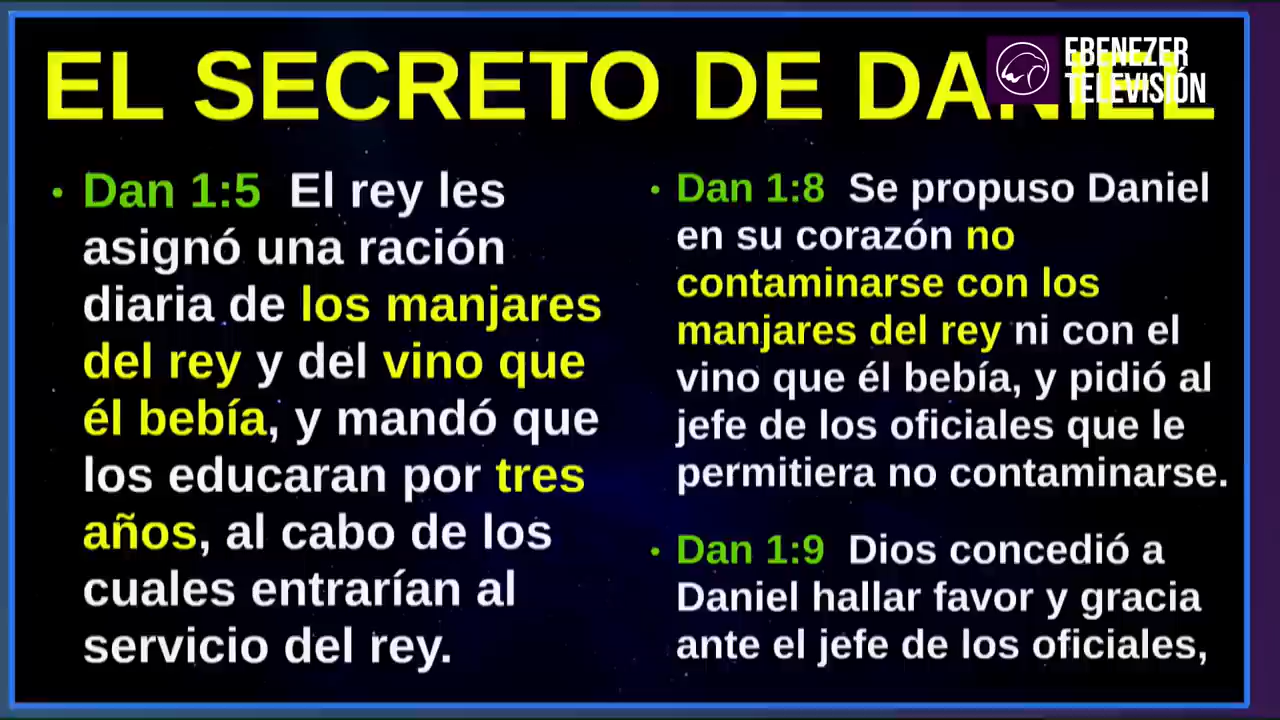 EL SECRETO DE DANIEL
EBENEZER
TELEVISIÓN
• Dan 1:5 El rey les
asignó una ración
diaria de los manjares
del rey y del vino que
él bebía, y mandó que
los educaran por tres
años, al cabo de los
cuales entrarían al
servicio del rey.
• Dan 1:8 Se propuso Daniel
en su corazón no
contaminarse con los
manjares del rey ni con el
vino que él bebía, y pidió al
jefe de los oficiales que le
permitiera no contaminarse.
• Dan 1:9 Dios concedió a
Daniel hallar favor y gracia
ante el jefe de los oficiales,